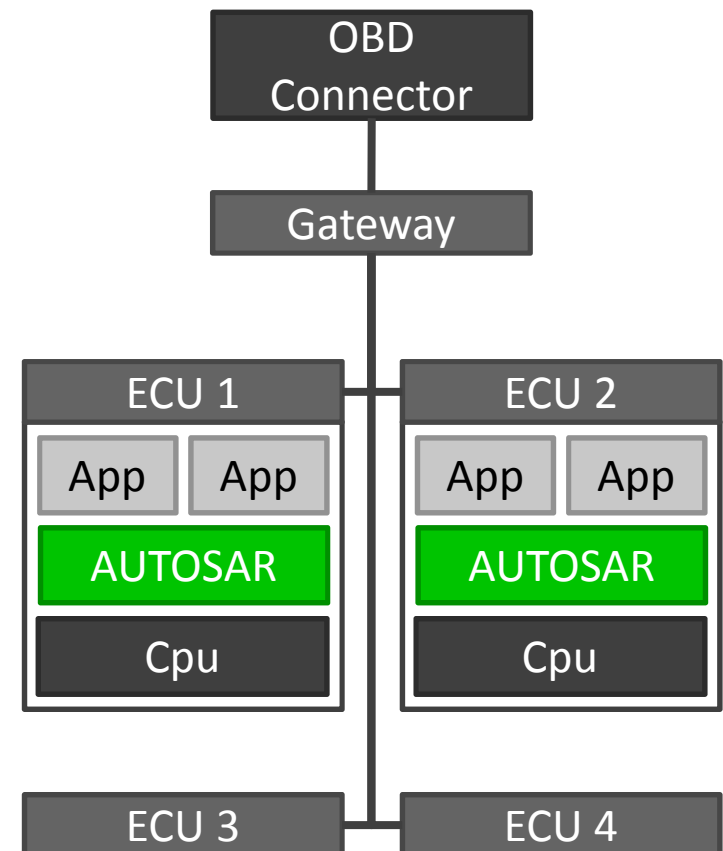 OBD
Connector
Gateway
ECU 1
ECU 2
App
App
App
App
AUTOSAR
AUTOSAR
Cpu
Cpu
ECU 3
ECU 4